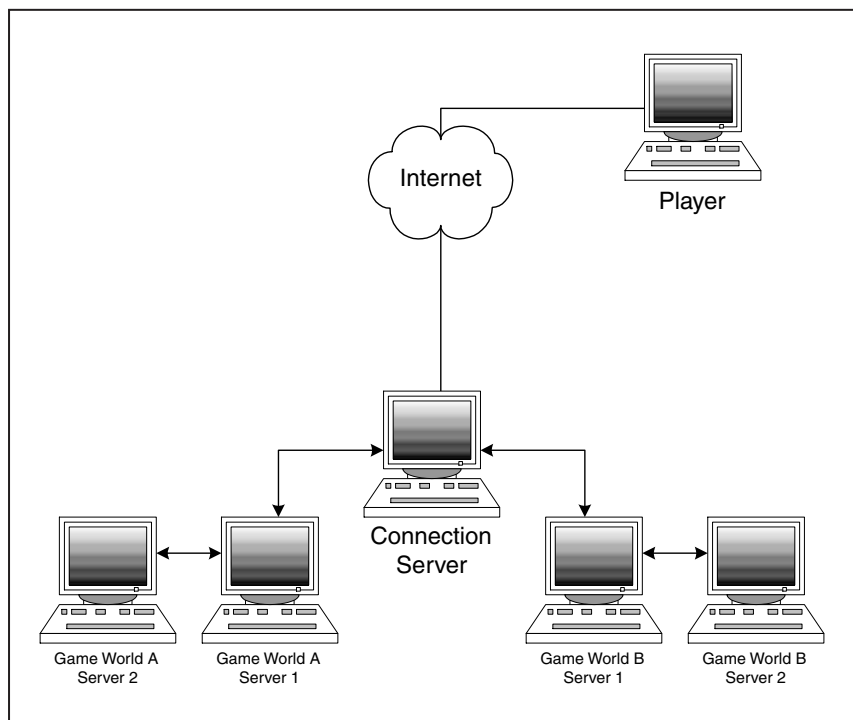 Internet
Player
Connection
Server
Game World A
Server 2
Game World A
Server 1
Game World B
Server 1
Game World B
Server 2